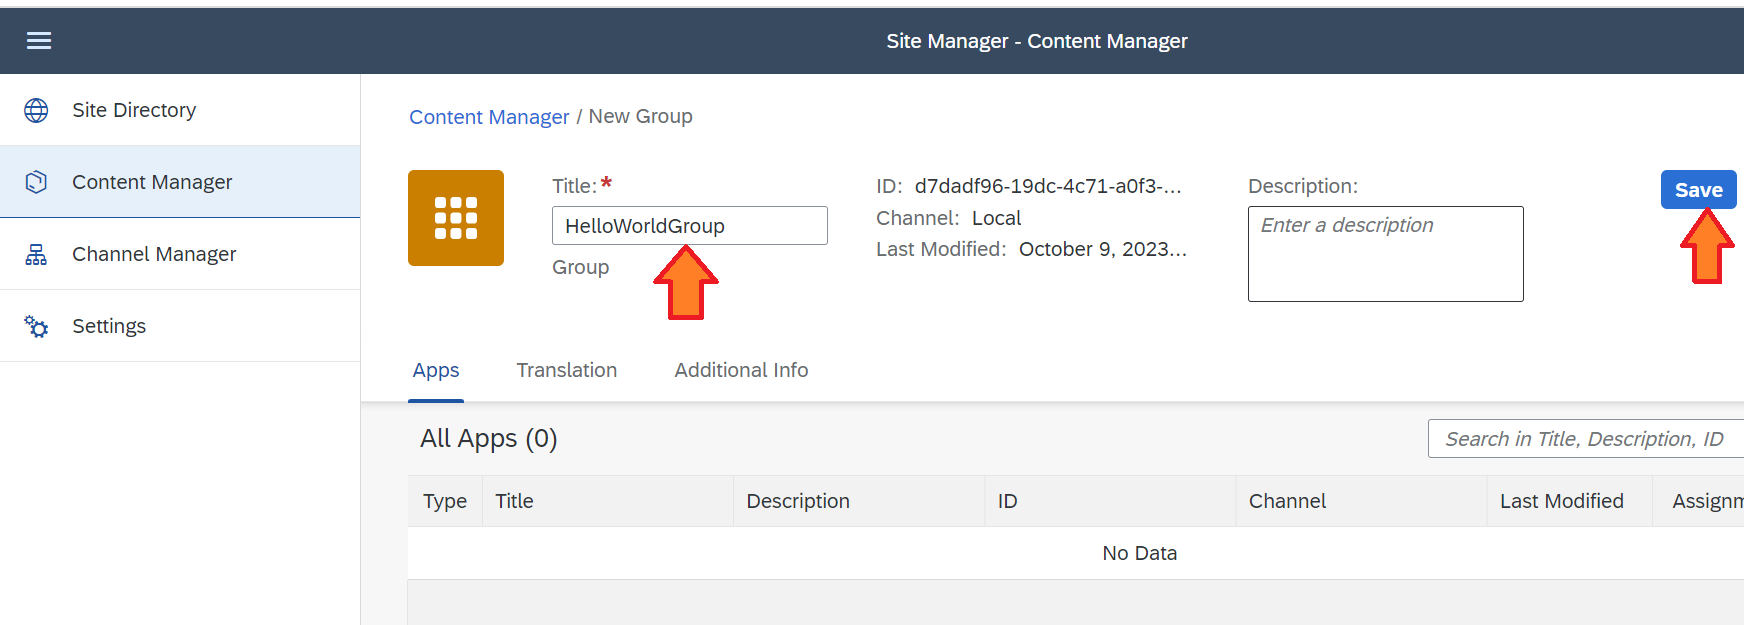 Site Manager - Content Manager
Site Directory
Content Manager
Channel Manager
Settings
Content Manager / New Group
Title:*
HelloWorldGroup
Group
ID: d7dadf96-19dc-4c71-a0f3-...
Channel: Local
Last Modified: October 9, 2023...
Description:
Enter a description
Save
Apps Translation Additional Info
All Apps (0)
Search in Title, Description, ID
Type Title Description ID Channel Last Modified Assignm
No Data